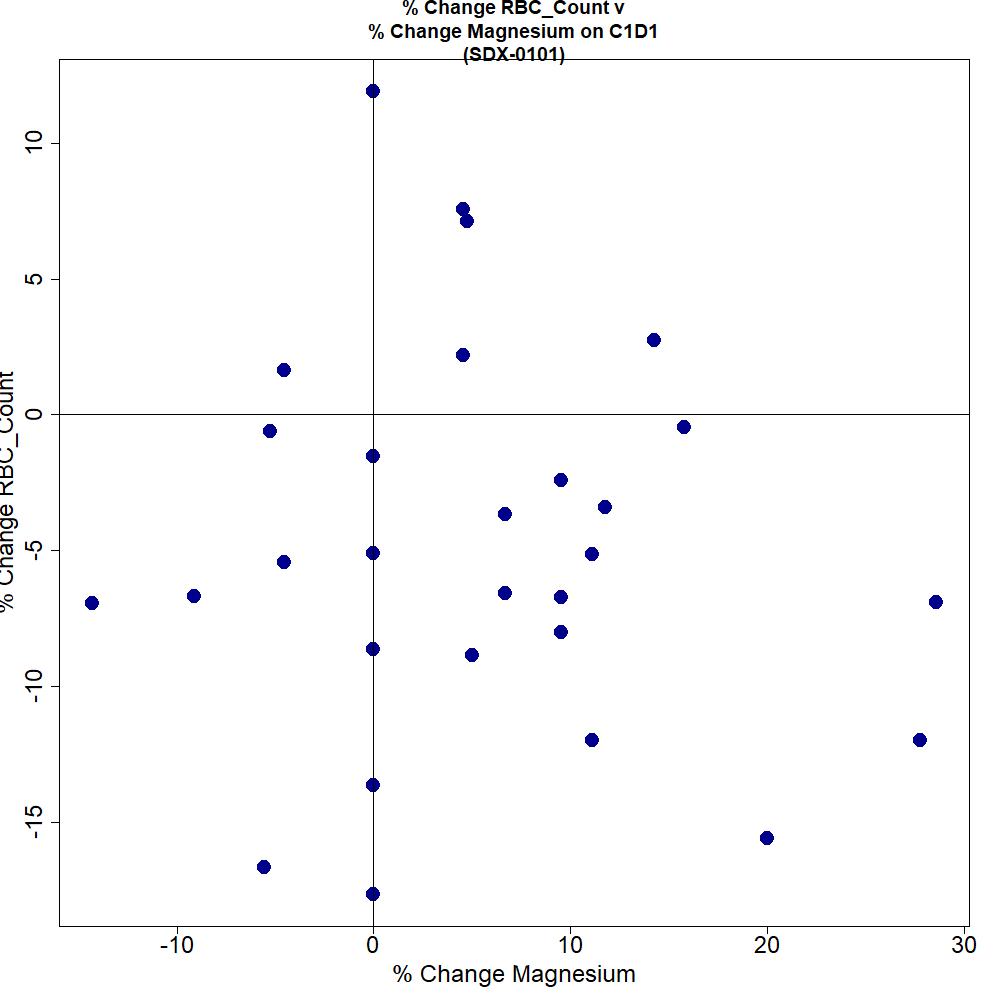 % Change RBC_Count v
% Change Magnesium on C1D1
(SDX-0101)
% Change RBC_Count
10
5
0
-5
-10
-15
-10
0
10
20
30
% Change Magnesium